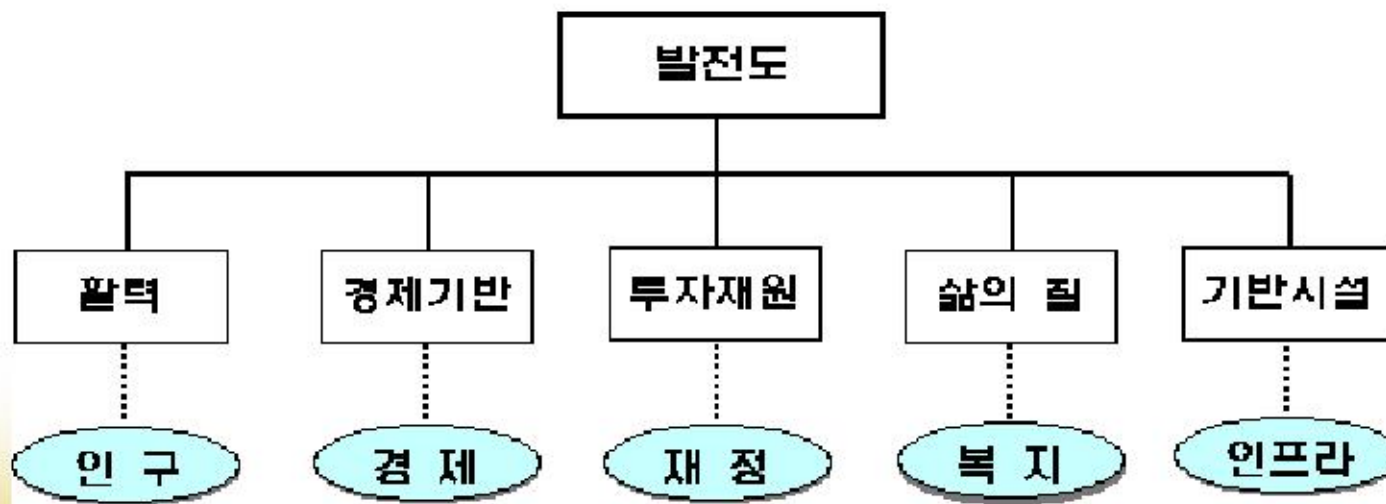 발전도
활력 경제기반 투자재원 삶의 질 기반시설
인 구 경 제 재 정 복 지 인프라